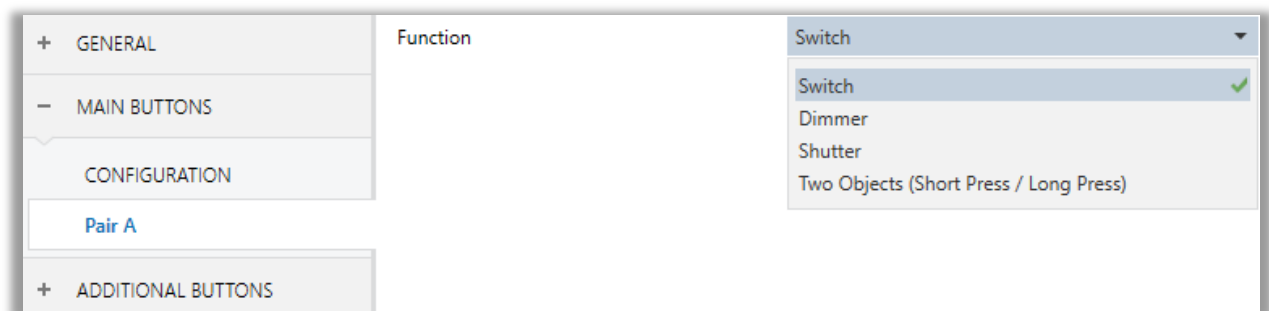 + GENERAL
− MAIN BUTTONS
CONFIGURATION
Pair A
+ ADDITIONAL BUTTONS
Function
Switch
Switch
Dimmer
Shutter
Two Objects (Short Press / Long Press)